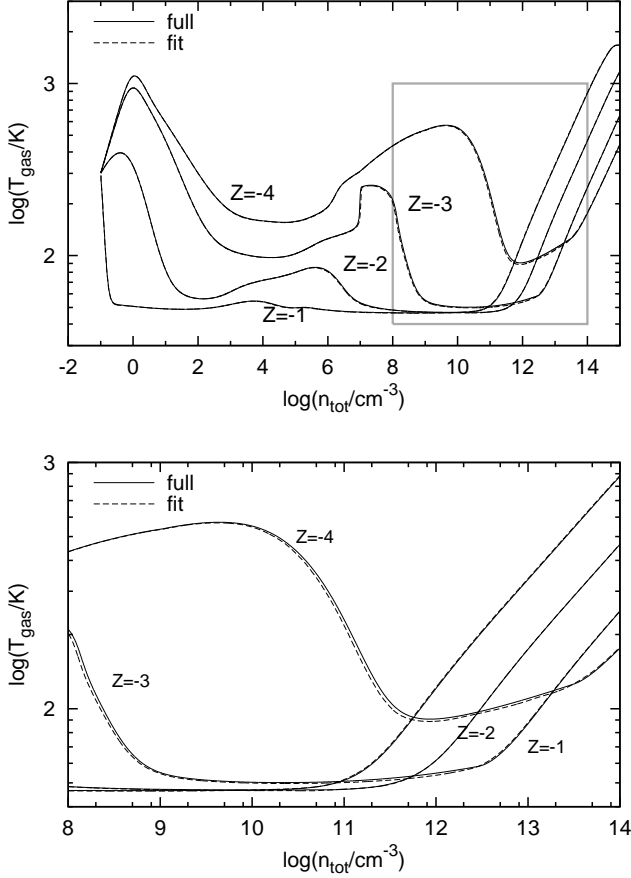 full
fit
3
2
log(T_gas/K)
Z=-4
Z=-3
Z=-2
Z=-1
-2 0 2 4 6 8 10 12 14
log(n_tot/cm^-3)
full
fit
3
2
log(T_gas/K)
Z=-4
Z=-3
Z=-2
Z=-1
8 9 10 11 12 13 14
log(n_tot/cm^-3)